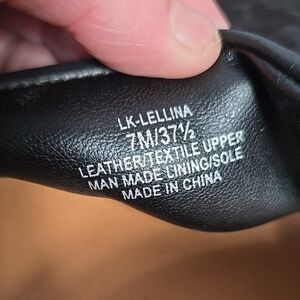 LK-LELLINA
7M/37½
LEATHER/TEXTILE UPPER
MAN MADE LINING/SOLE
MADE IN CHINA